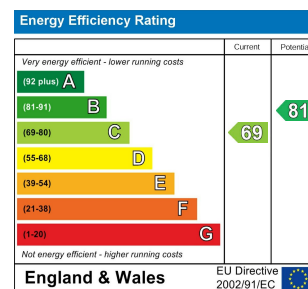 Energy Efficiency Rating
Current Potentia
Very energy efficient - lower running costs
(92 plus) A
(81-91) B
81
(69-80) C
69
(55-68) D
(39-54) E
(21-38) F
(1-20) G
Not energy efficient - higher running costs
England & Wales
EU Directive
2002/91/EC